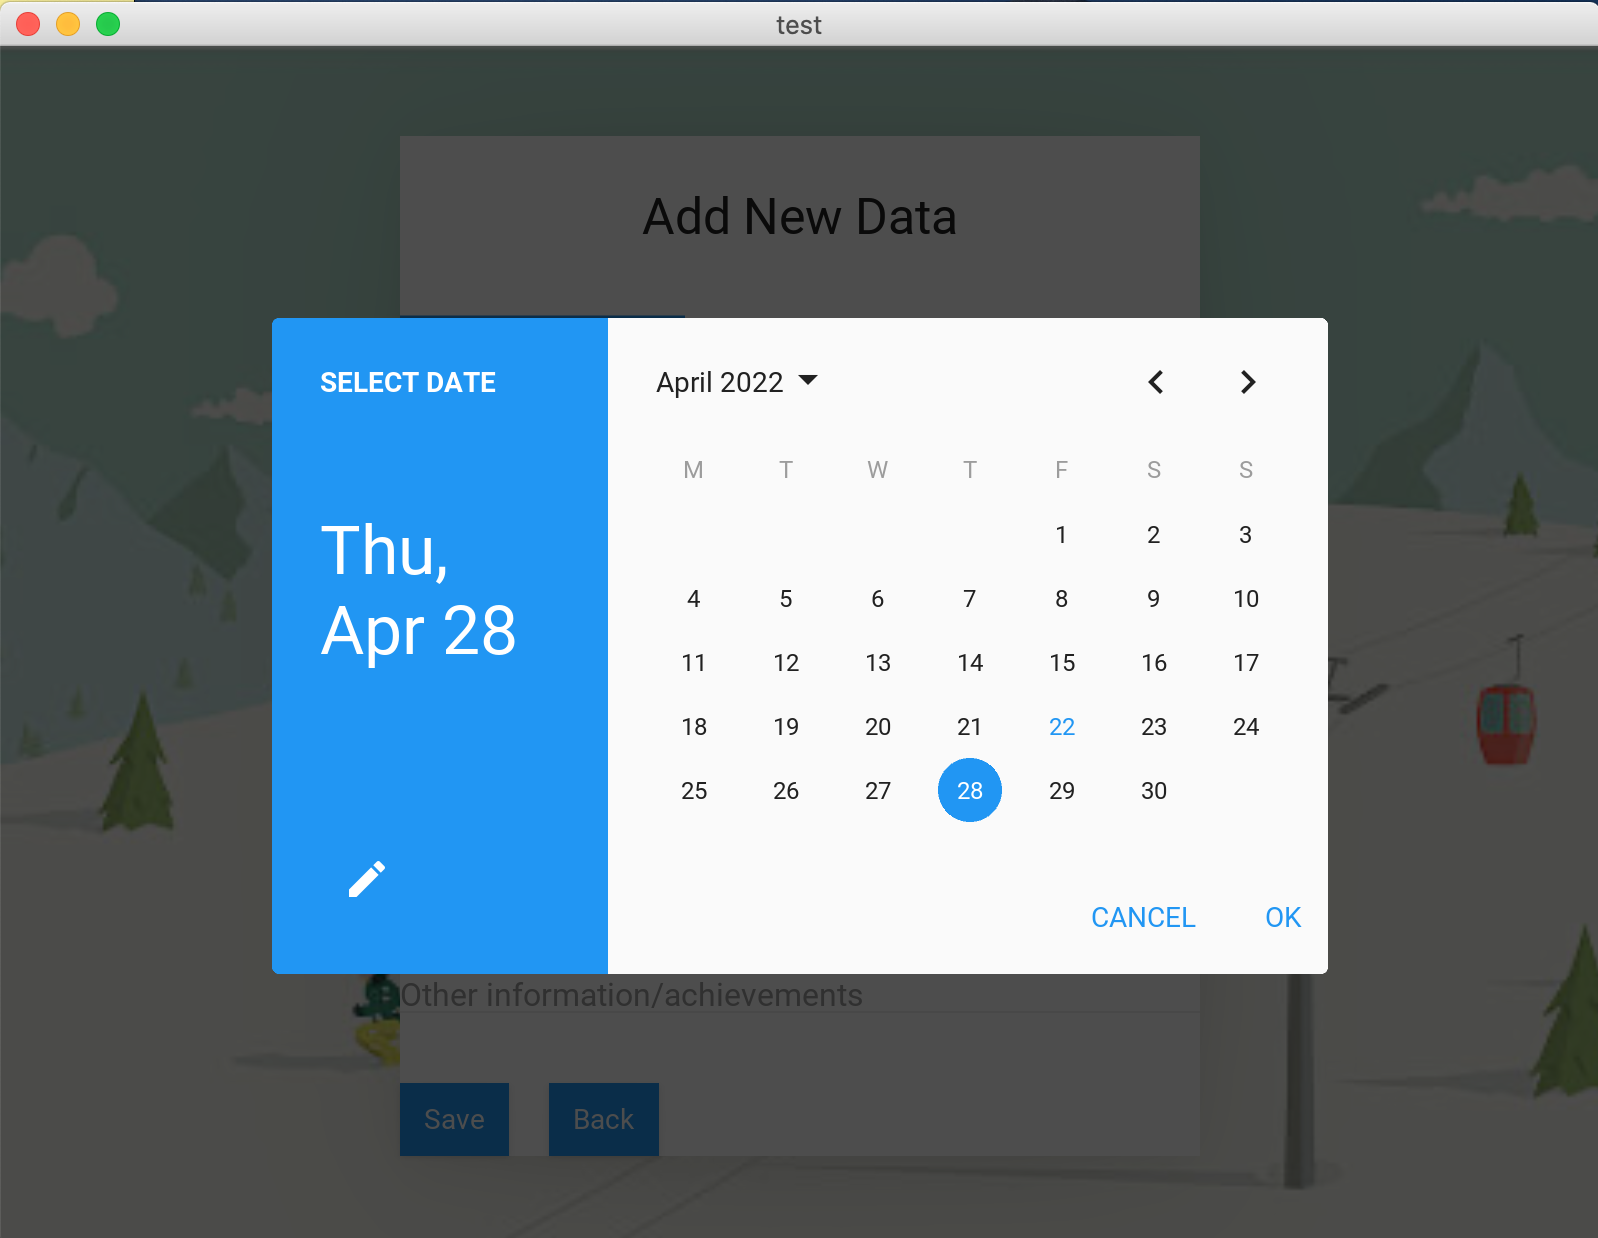 test
Add New Data
SELECT DATE
Thu,
Apr 28
April 2022
M T W T F S S
1 2 3
4 5 6 7 8 9 10
11 12 13 14 15 16 17
18 19 20 21 22 23 24
25 26 27 28 29 30
CANCEL OK
Other information/achievements
Save Back